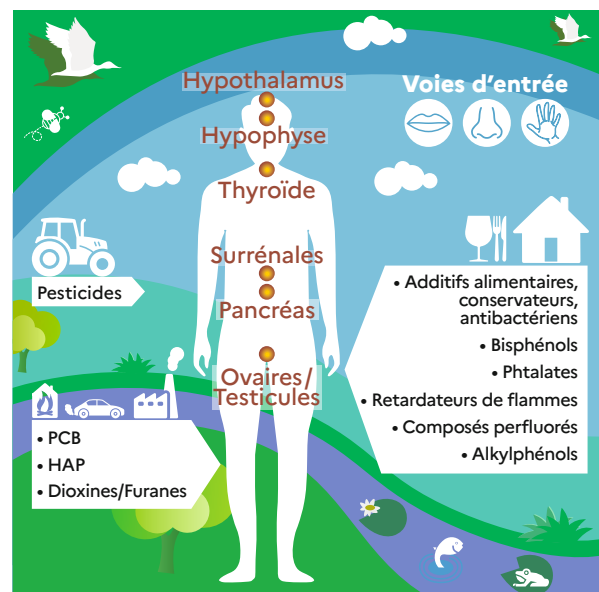 Hypothalamus
Hypophyse
Thyroïde
Surrénales
Pancréas
Ovaires/
Testicules
Voies d'entrée
Pesticides
• PCB
• HAP
• Dioxines/Furanes
• Additifs alimentaires,
conservateurs,
antibactériens
• Bisphénols
• Phtalates
• Retardateurs de flammes
• Composés perfluorés
• Alkylphénols